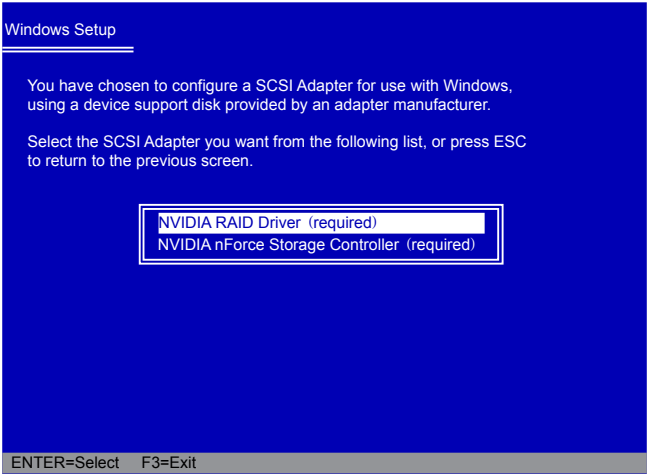 Windows Setup
You have chosen to configure a SCSI Adapter for use with Windows,
using a device support disk provided by an adapter manufacturer.
Select the SCSI Adapter you want from the following list, or press ESC
to return to the previous screen.
NVIDIA RAID Driver (required)
NVIDIA nForce Storage Controller (required)
ENTER=Select F3=Exit